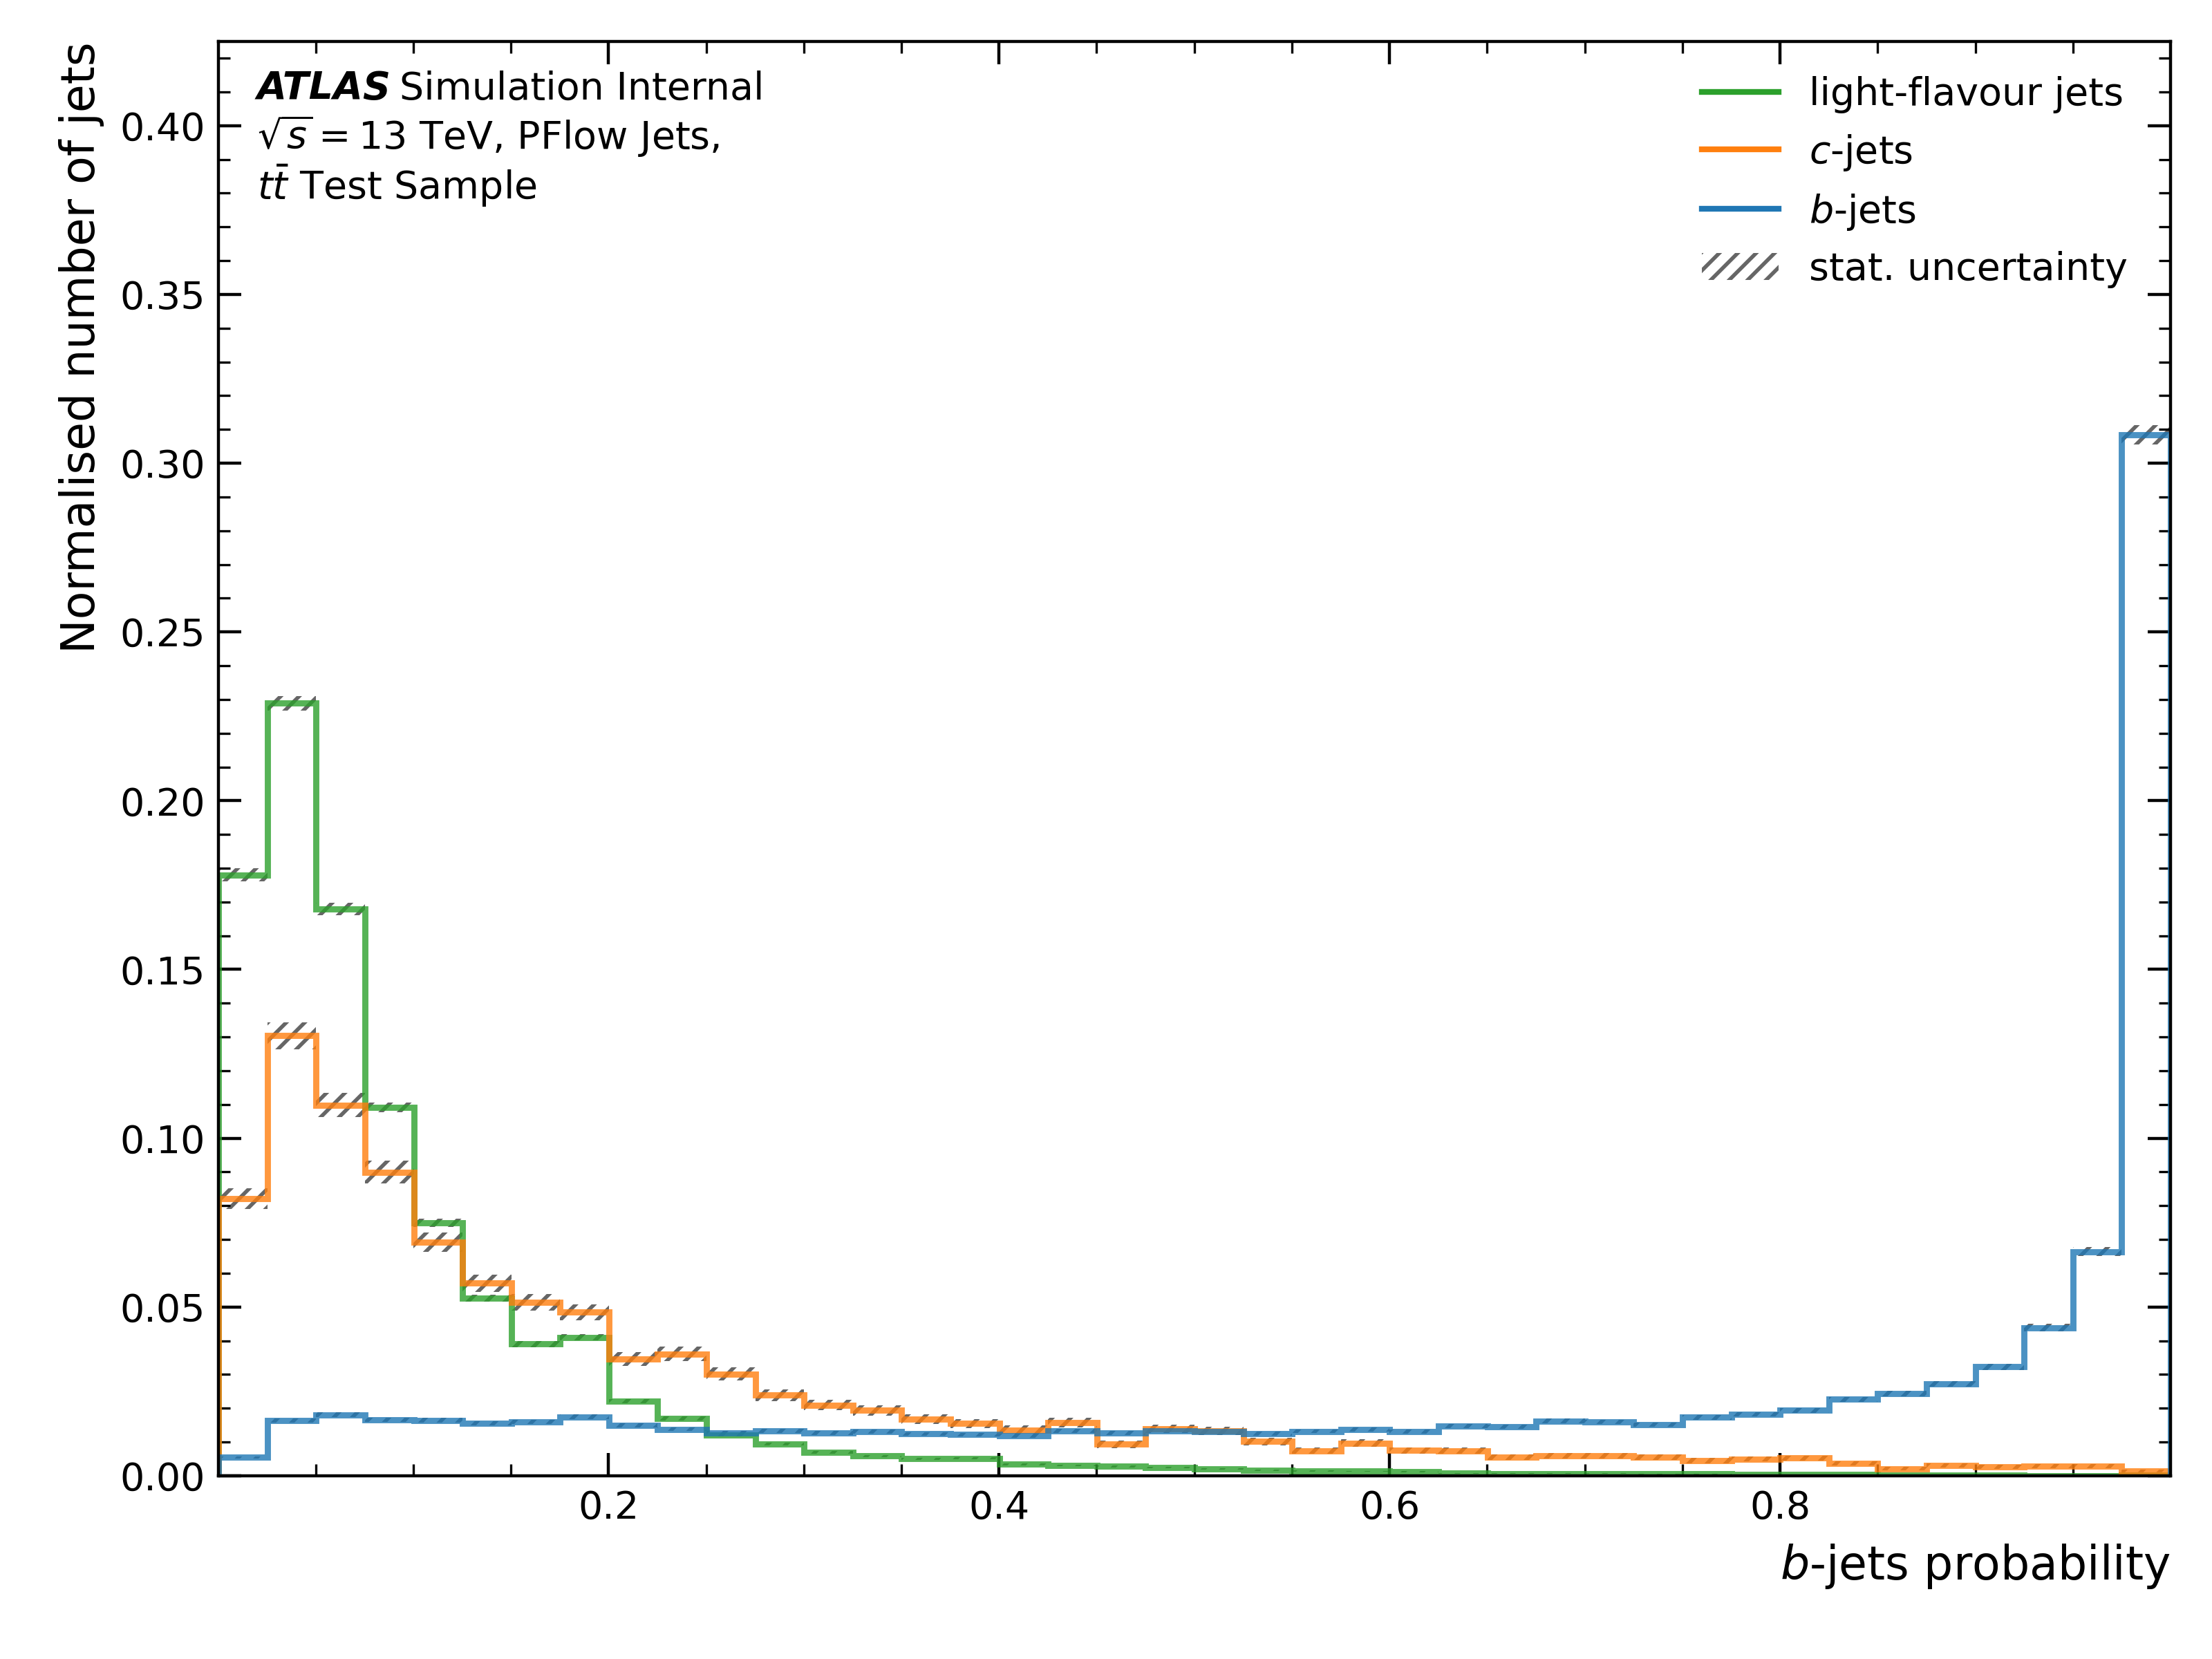 Normalised number of jets
ATLAS Simulation Internal
√s = 13 TeV, PFlow Jets,
tt̄ Test Sample
light-flavour jets
c-jets
b-jets
stat. uncertainty
0.40
0.35
0.30
0.25
0.20
0.15
0.10
0.05
0.00
0.2 0.4 0.6 0.8
b-jets probability